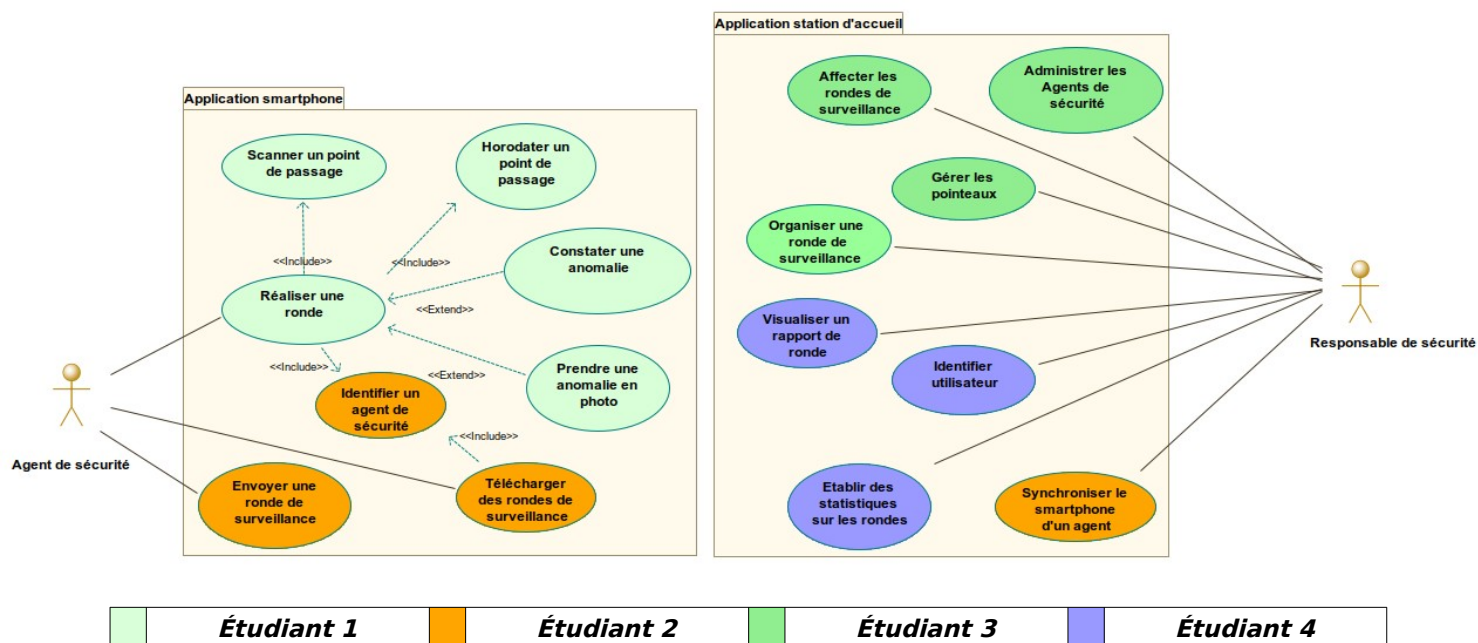 Application station d'accueil
Affecter les
rondes de
surveillance
Administrer les
Agents de
sécurité
Application smartphone
Scanner un point
de passage
Horodater un
point de
passage
Gérer les
pointeaux
Organiser une
ronde de
surveillance
<<Include>>
<<Include>>
Constater une
anomalie
Réaliser une
ronde
<<Extend>>
Visualiser un
rapport de
ronde
Responsable de sécurité
<<Include>>
<<Extend>>
Prendre une
anomalie en
photo
Identifier
utilisateur
Identifier un
agent de
sécurité
<<Include>>
Agent de sécurité
Envoyer une
ronde de
surveillance
Télécharger
des rondes de
surveillance
Etablir des
statistiques
sur les rondes
Synchroniser le
smartphone
d'un agent
Étudiant 1
Étudiant 2
Étudiant 3
Étudiant 4